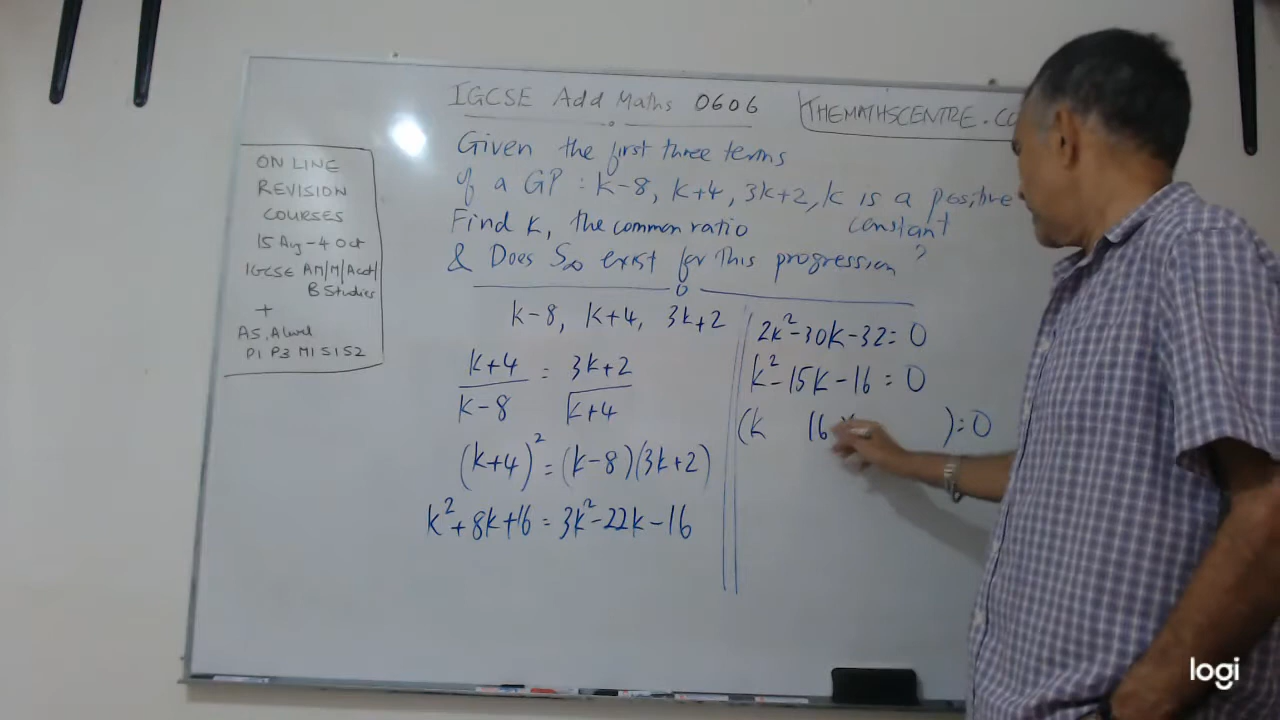 IGCSE Add Maths 0606
THEMATHSCENTRE.CO
Given the first three terms
of a GP : k-8, k+4, 3k+2, k is a positive
constant
Find k, the common ratio
& Does S∞ exist for this progression ?
ON LINE
REVISION
COURSES
15 Aug - 4 Oct
IGCSE AM/M/Acct/
B Studies
+
AS, A level
P1 P3 M1 S1 S2
k-8, k+4, 3k+2
k+4/k-8 = 3k+2/k+4
(k+4)² = (k-8)(3k+2)
k²+8k+16 = 3k²-22k-16
2k²-30k-32=0
k²-15k-16=0
(k 16 )=0
logi